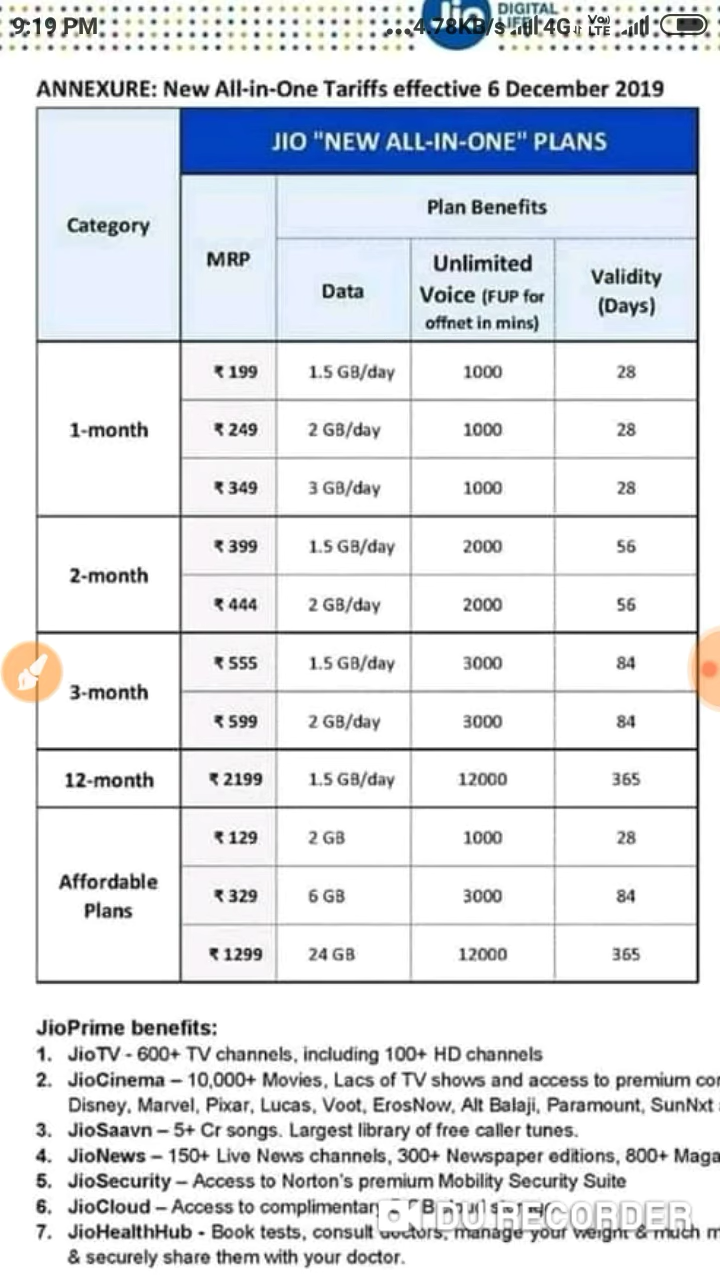 9:19 PM ...4.78KB/s 4G VoLTE
Jio DIGITAL LIFE
ANNEXURE: New All-in-One Tariffs effective 6 December 2019
Category
JIO "NEW ALL-IN-ONE" PLANS
MRP
Plan Benefits
Data
Unlimited
Voice (FUP for
offnet in mins)
Validity
(Days)
1-month
₹ 199 1.5 GB/day 1000 28
₹ 249 2 GB/day 1000 28
₹ 349 3 GB/day 1000 28
2-month
₹ 399 1.5 GB/day 2000 56
₹ 444 2 GB/day 2000 56
3-month
₹ 555 1.5 GB/day 3000 84
₹ 599 2 GB/day 3000 84
12-month ₹ 2199 1.5 GB/day 12000 365
Affordable
Plans
₹ 129 2 GB 1000 28
₹ 329 6 GB 3000 84
₹ 1299 24 GB 12000 365
JioPrime benefits:
1. JioTV - 600+ TV channels, including 100+ HD channels
2. JioCinema – 10,000+ Movies, Lacs of TV shows and access to premium
Disney, Marvel, Pixar, Lucas, Voot, ErosNow, Alt Balaji, Paramount, SunNxt
3. JioSaavn – 5+ Cr songs. Largest library of free caller tunes.
4. JioNews – 150+ Live News channels, 300+ Newspaper editions, 800+ Maga
5. JioSecurity – Access to Norton's premium Mobility Security Suite
6. JioCloud – Access to complimentary
DU RECORDER
7. JioHealthHub - Book tests, consult doctors, manage your weight & much
& securely share them with your doctor.